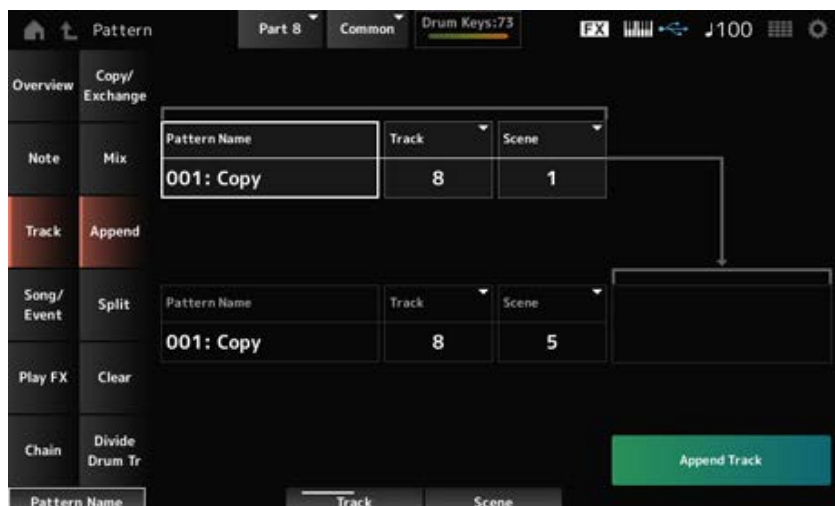 Pattern
Part 8
Common
Drum Keys:73
FX
♩100
Overview
Copy/
Exchange
Pattern Name
Track
Scene
001: Copy
8
1
Note
Mix
Track
Append
Song/
Event
Split
Pattern Name
Track
Scene
001: Copy
8
5
Play FX
Clear
Chain
Divide
Drum Tr
Append Track
Pattern Name
Track
Scene